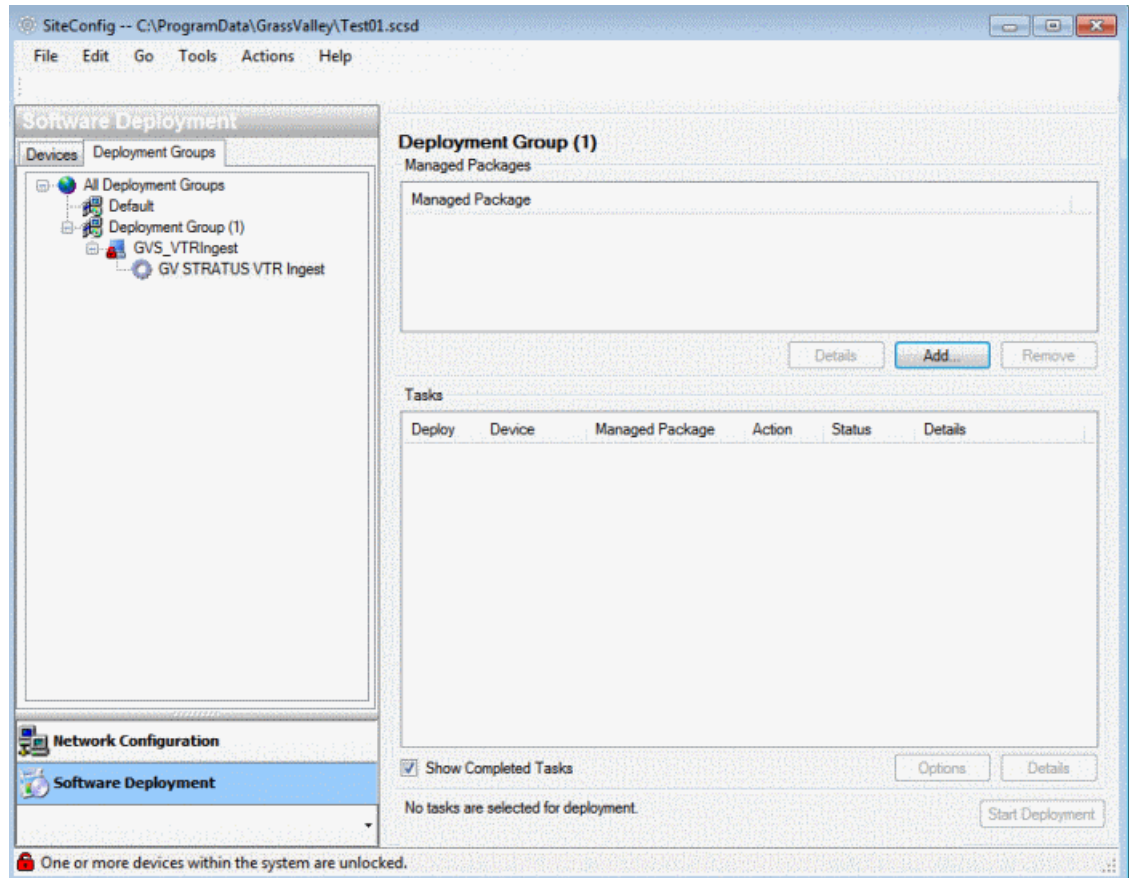 SiteConfig -- C:\ProgramData\GrassValley\Test01.scsd
File Edit Go Tools Actions Help
Software Deployment
Devices Deployment Groups
All Deployment Groups
Default
Deployment Group (1)
GVS_VTRIngest
GV STRATUS VTR Ingest
Network Configuration
Software Deployment
Deployment Group (1)
Managed Packages
Managed Package
Details Add... Remove
Tasks
Deploy Device Managed Package Action Status Details
Show Completed Tasks
Options Details
No tasks are selected for deployment.
Start Deployment
One or more devices within the system are unlocked.